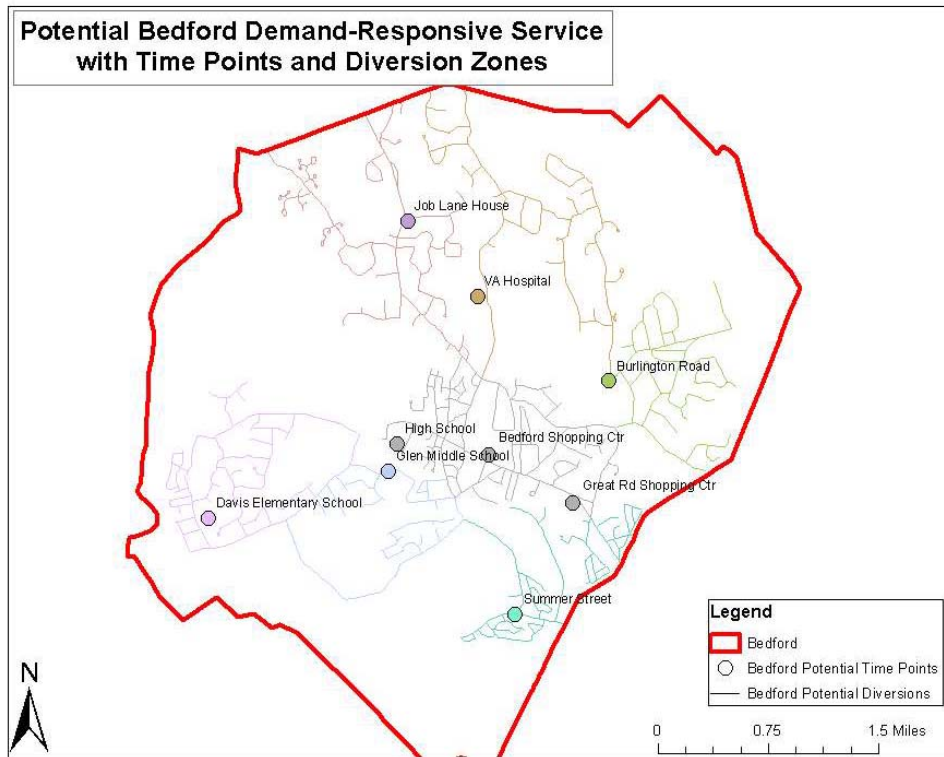 Potential Bedford Demand-Responsive Service
with Time Points and Diversion Zones
Job Lane House
VA Hospital
Burlington Road
High School
Bedford Shopping Ctr
Glen Middle School
Great Rd Shopping Ctr
Davis Elementary School
Summer Street
Legend
Bedford
Bedford Potential Time Points
Bedford Potential Diversions
N
0 0.75 1.5 Miles